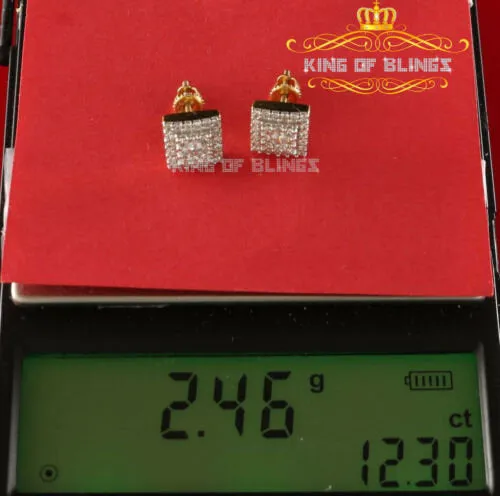 KING OF BLINGS
KING OF BLINGS
2.46 g
ct
12.30